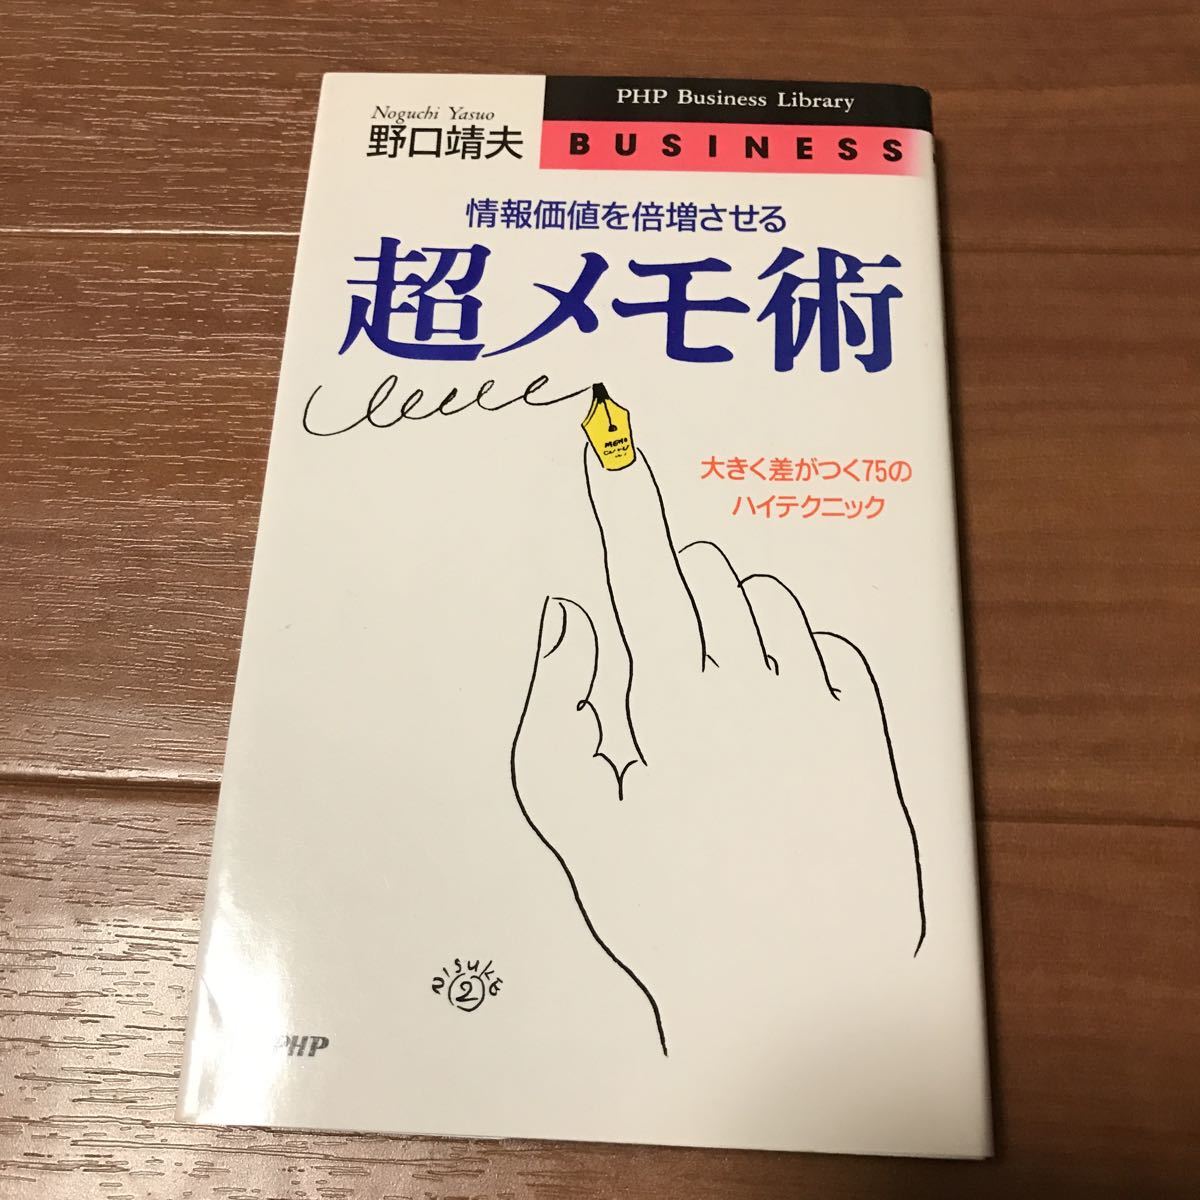 PHP Business Library
BUSINESS
Noguchi Yasuo
野口靖夫
情報価値を倍増させる
超メモ術
MEMO
大きく差がつく75の
ハイテクニック
2
PHP